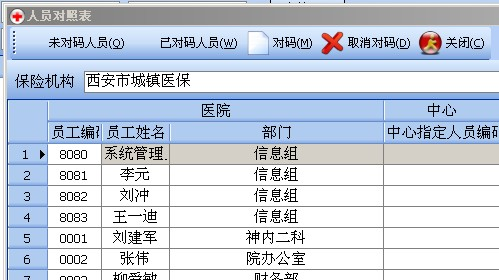 人员对照表
未对码人员(Q) 已对码人员(W) 对码(M) 取消对码(D) 关闭(C)
保险机构 西安市城镇医保
医院 中心
员工编码 员工姓名 部门 中心指定人员编码
1 8080 系统管理 信息组
2 8081 李元 信息组
3 8082 刘冲 信息组
4 8083 王一迪 信息组
5 0001 刘建军 神内二科
6 0002 张伟 院办公室
7 柳爱敏 财务部